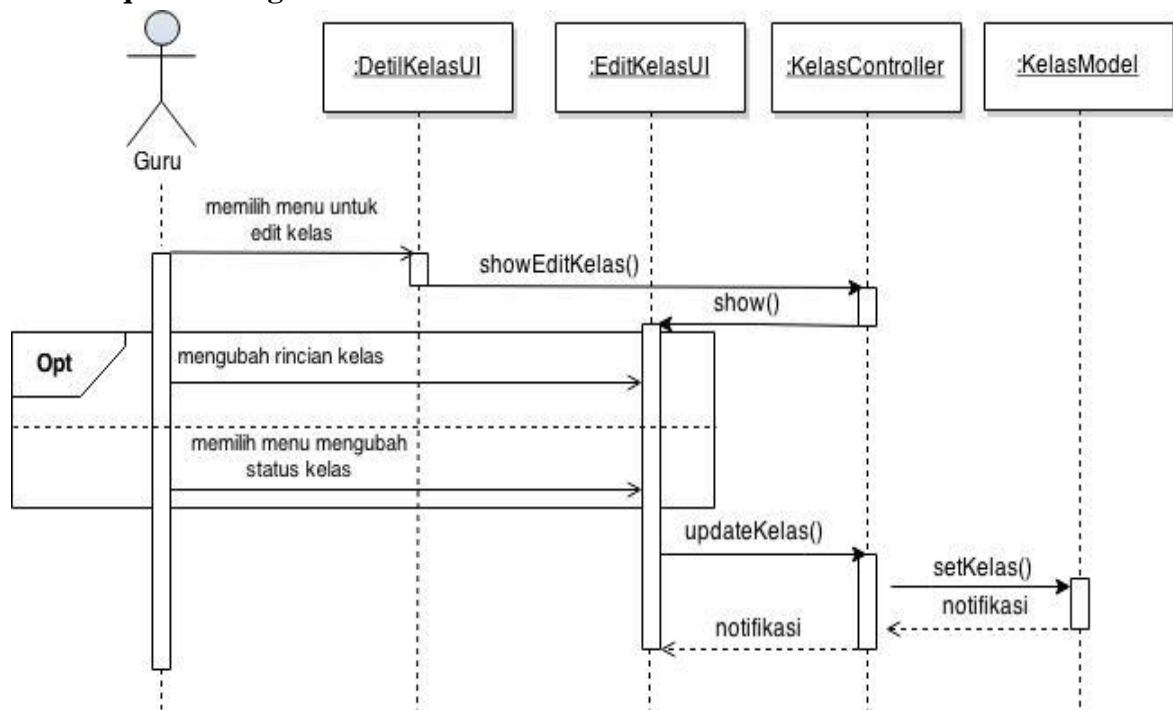 :DetilKelasUI
:EditKelasUI
:KelasController
:KelasModel
Guru
memilih menu untuk
edit kelas
showEditKelas()
show()
Opt
mengubah rincian kelas
memilih menu mengubah
status kelas
updateKelas()
setKelas()
notifikasi
notifikasi